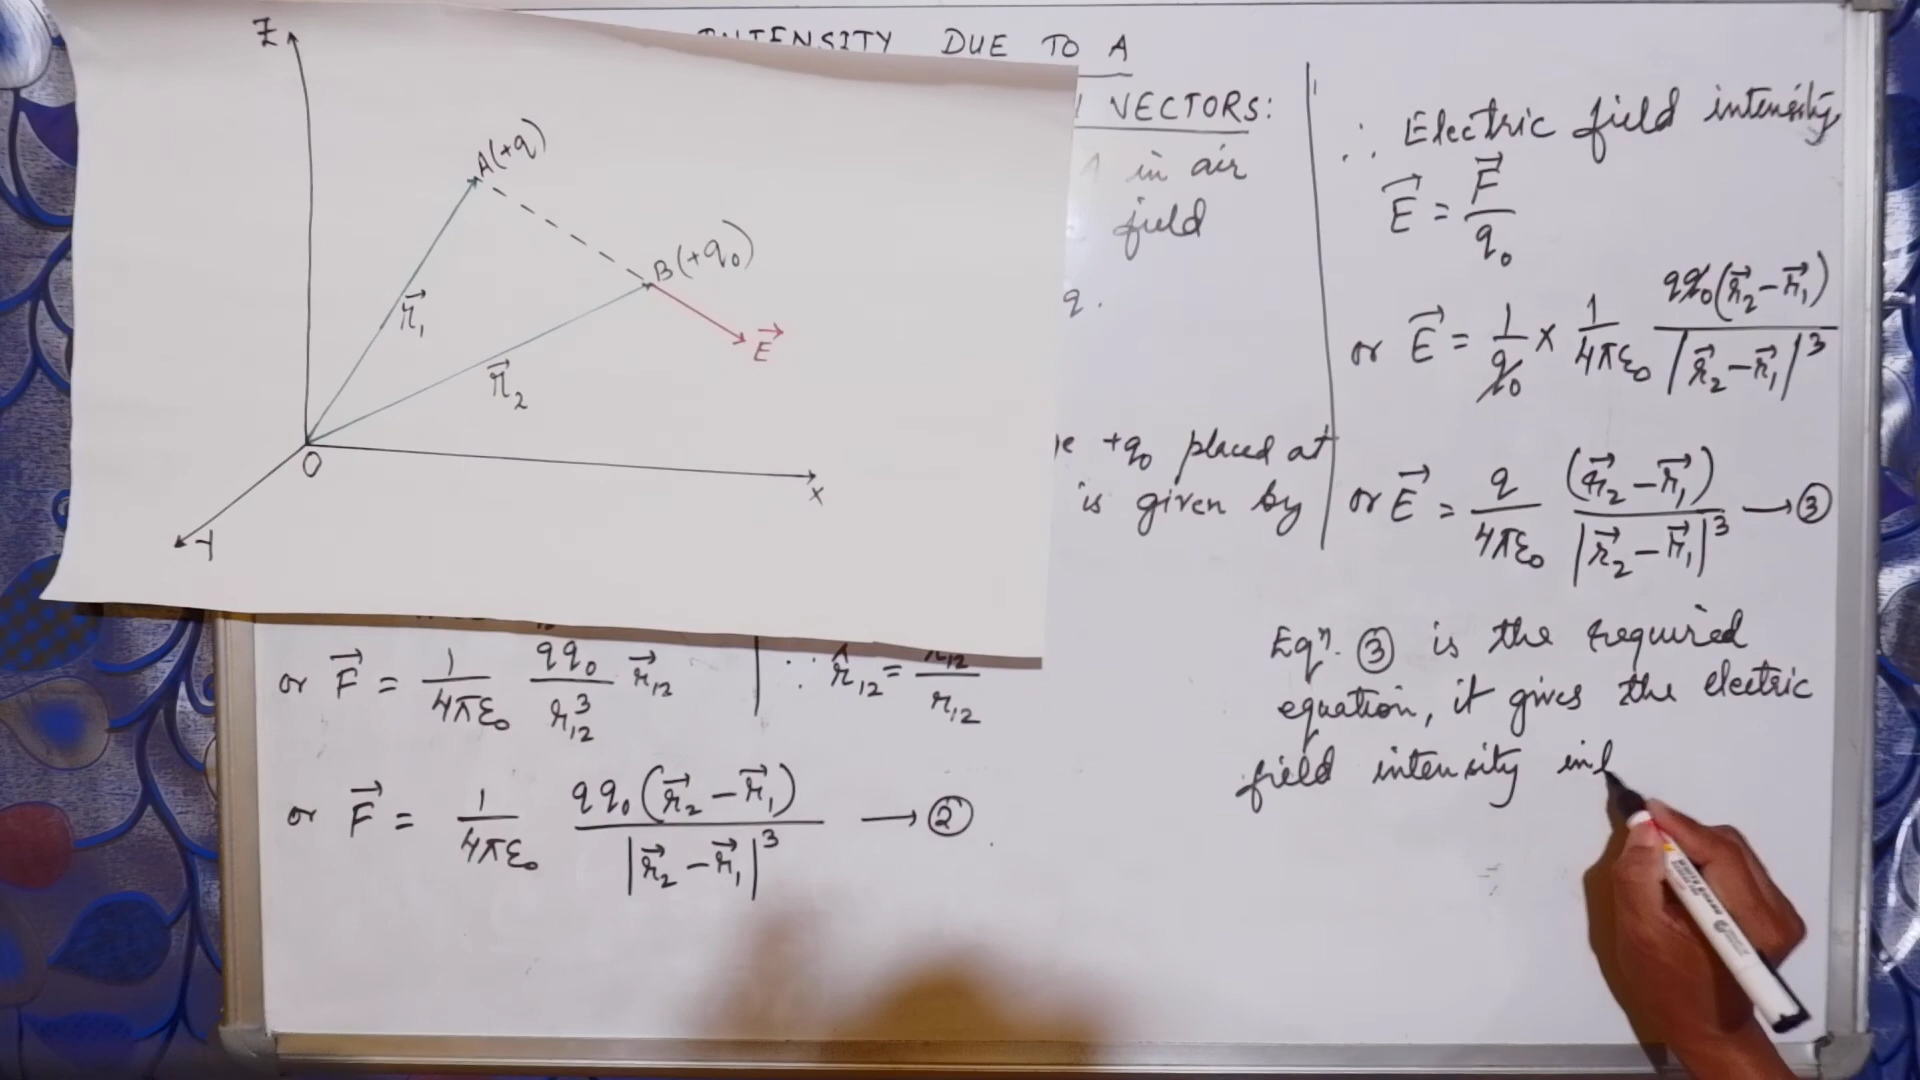 INTENSITY DUE TO A
VECTORS:
in air
field
q.
+q₀ placed at
is given by
Z
A(+q)
B(+q₀)
r⃗₁
E⃗
r⃗₂
O
X
Y
or F⃗ = 1/4πε₀ qq₀/r₁₂³ r⃗₁₂ | ∵ r̂₁₂ = r⃗₁₂/r₁₂
or F⃗ = 1/4πε₀ qq₀(r⃗₂-r⃗₁)/|r⃗₂-r⃗₁|³ → ②
∴ Electric field intensity
E⃗ = F⃗/q₀
or E⃗ = 1/q₀ × 1/4πε₀ qq₀(r⃗₂-r⃗₁)/|r⃗₂-r⃗₁|³
or E⃗ = q/4πε₀ (r⃗₂-r⃗₁)/|r⃗₂-r⃗₁|³ → ③
Eqⁿ. ③ is the required
equation, it gives the electric
field intensity in